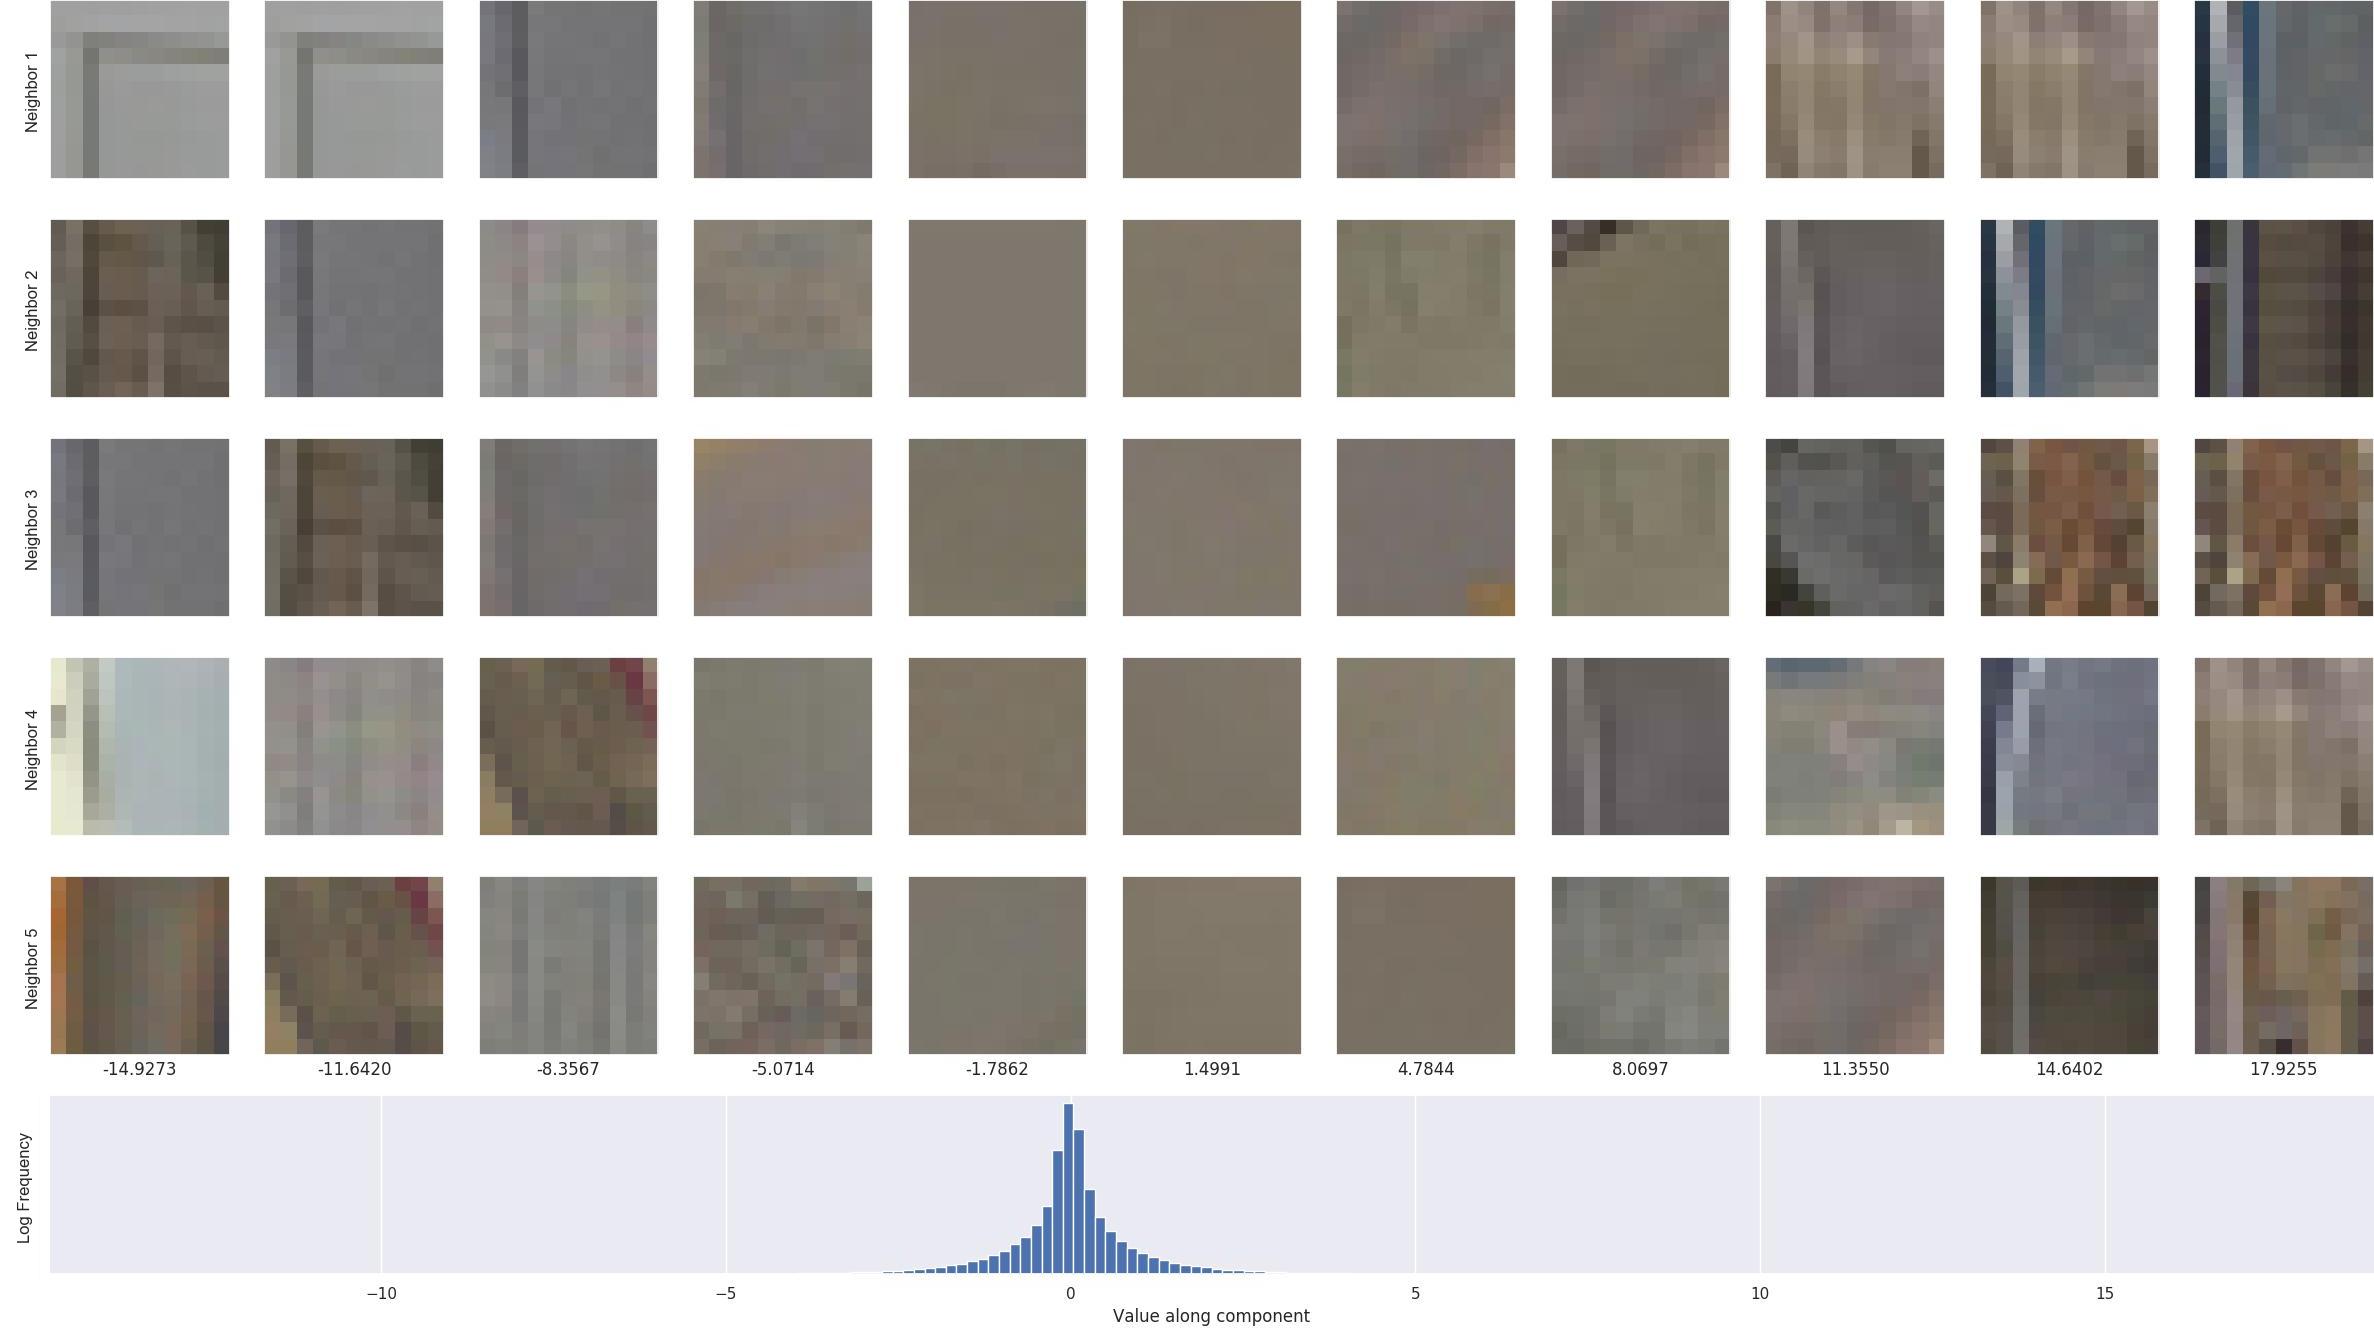 Neighbor 1
Neighbor 2
Neighbor 3
Neighbor 4
Neighbor 5
-14.9273 -11.6420 -8.3567 -5.0714 -1.7862 1.4991 4.7844 8.0697 11.3550 14.6402 17.9255
Log Frequency
−10 −5 0 5 10 15
Value along component